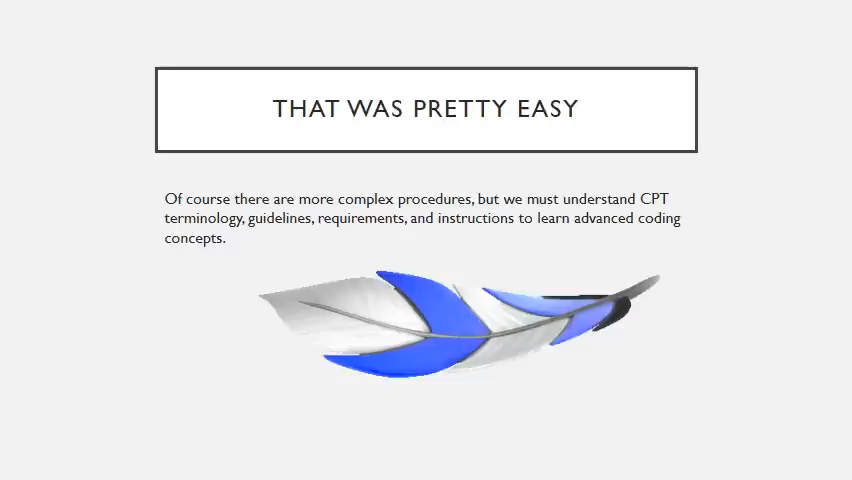 THAT WAS PRETTY EASY
Of course there are more complex procedures, but we must understand CPT
terminology, guidelines, requirements, and instructions to learn advanced coding
concepts.